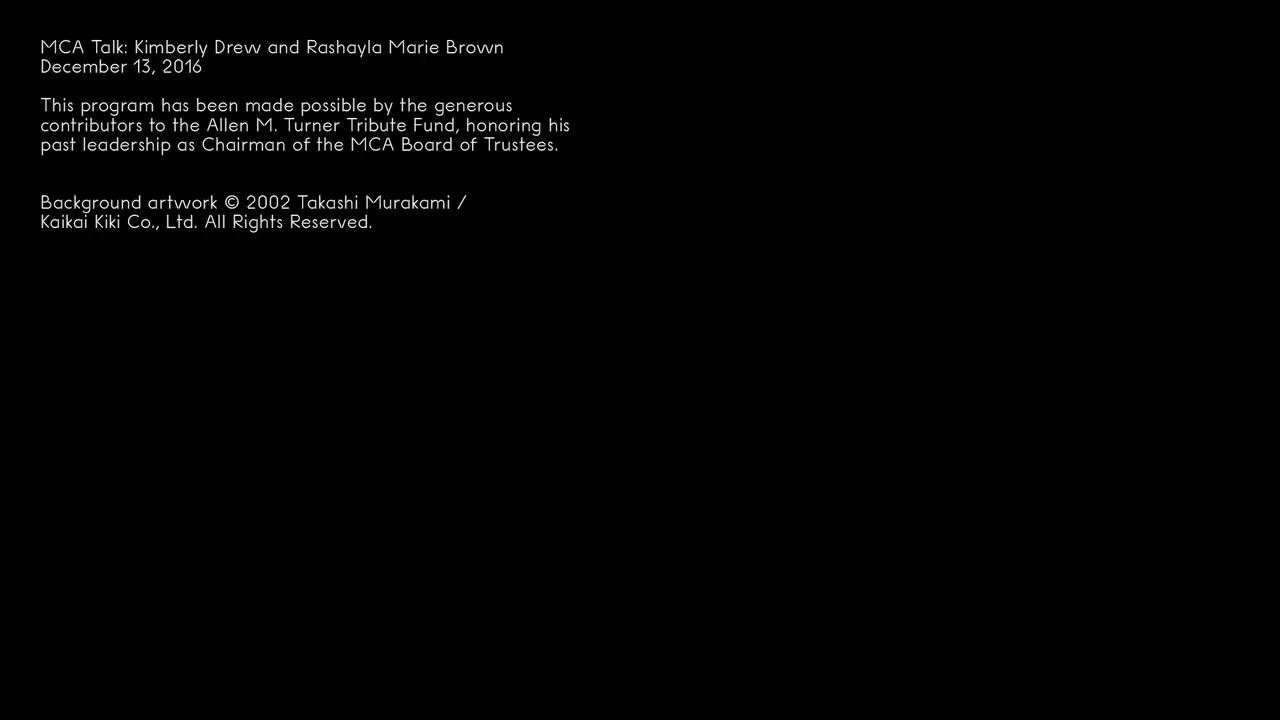 MCA Talk: Kimberly Drew and Rashayla Marie Brown
December 13, 2016
This program has been made possible by the generous
contributors to the Allen M. Turner Tribute Fund, honoring his
past leadership as Chairman of the MCA Board of Trustees.
Background artwork © 2002 Takashi Murakami /
Kaikai Kiki Co., Ltd. All Rights Reserved.